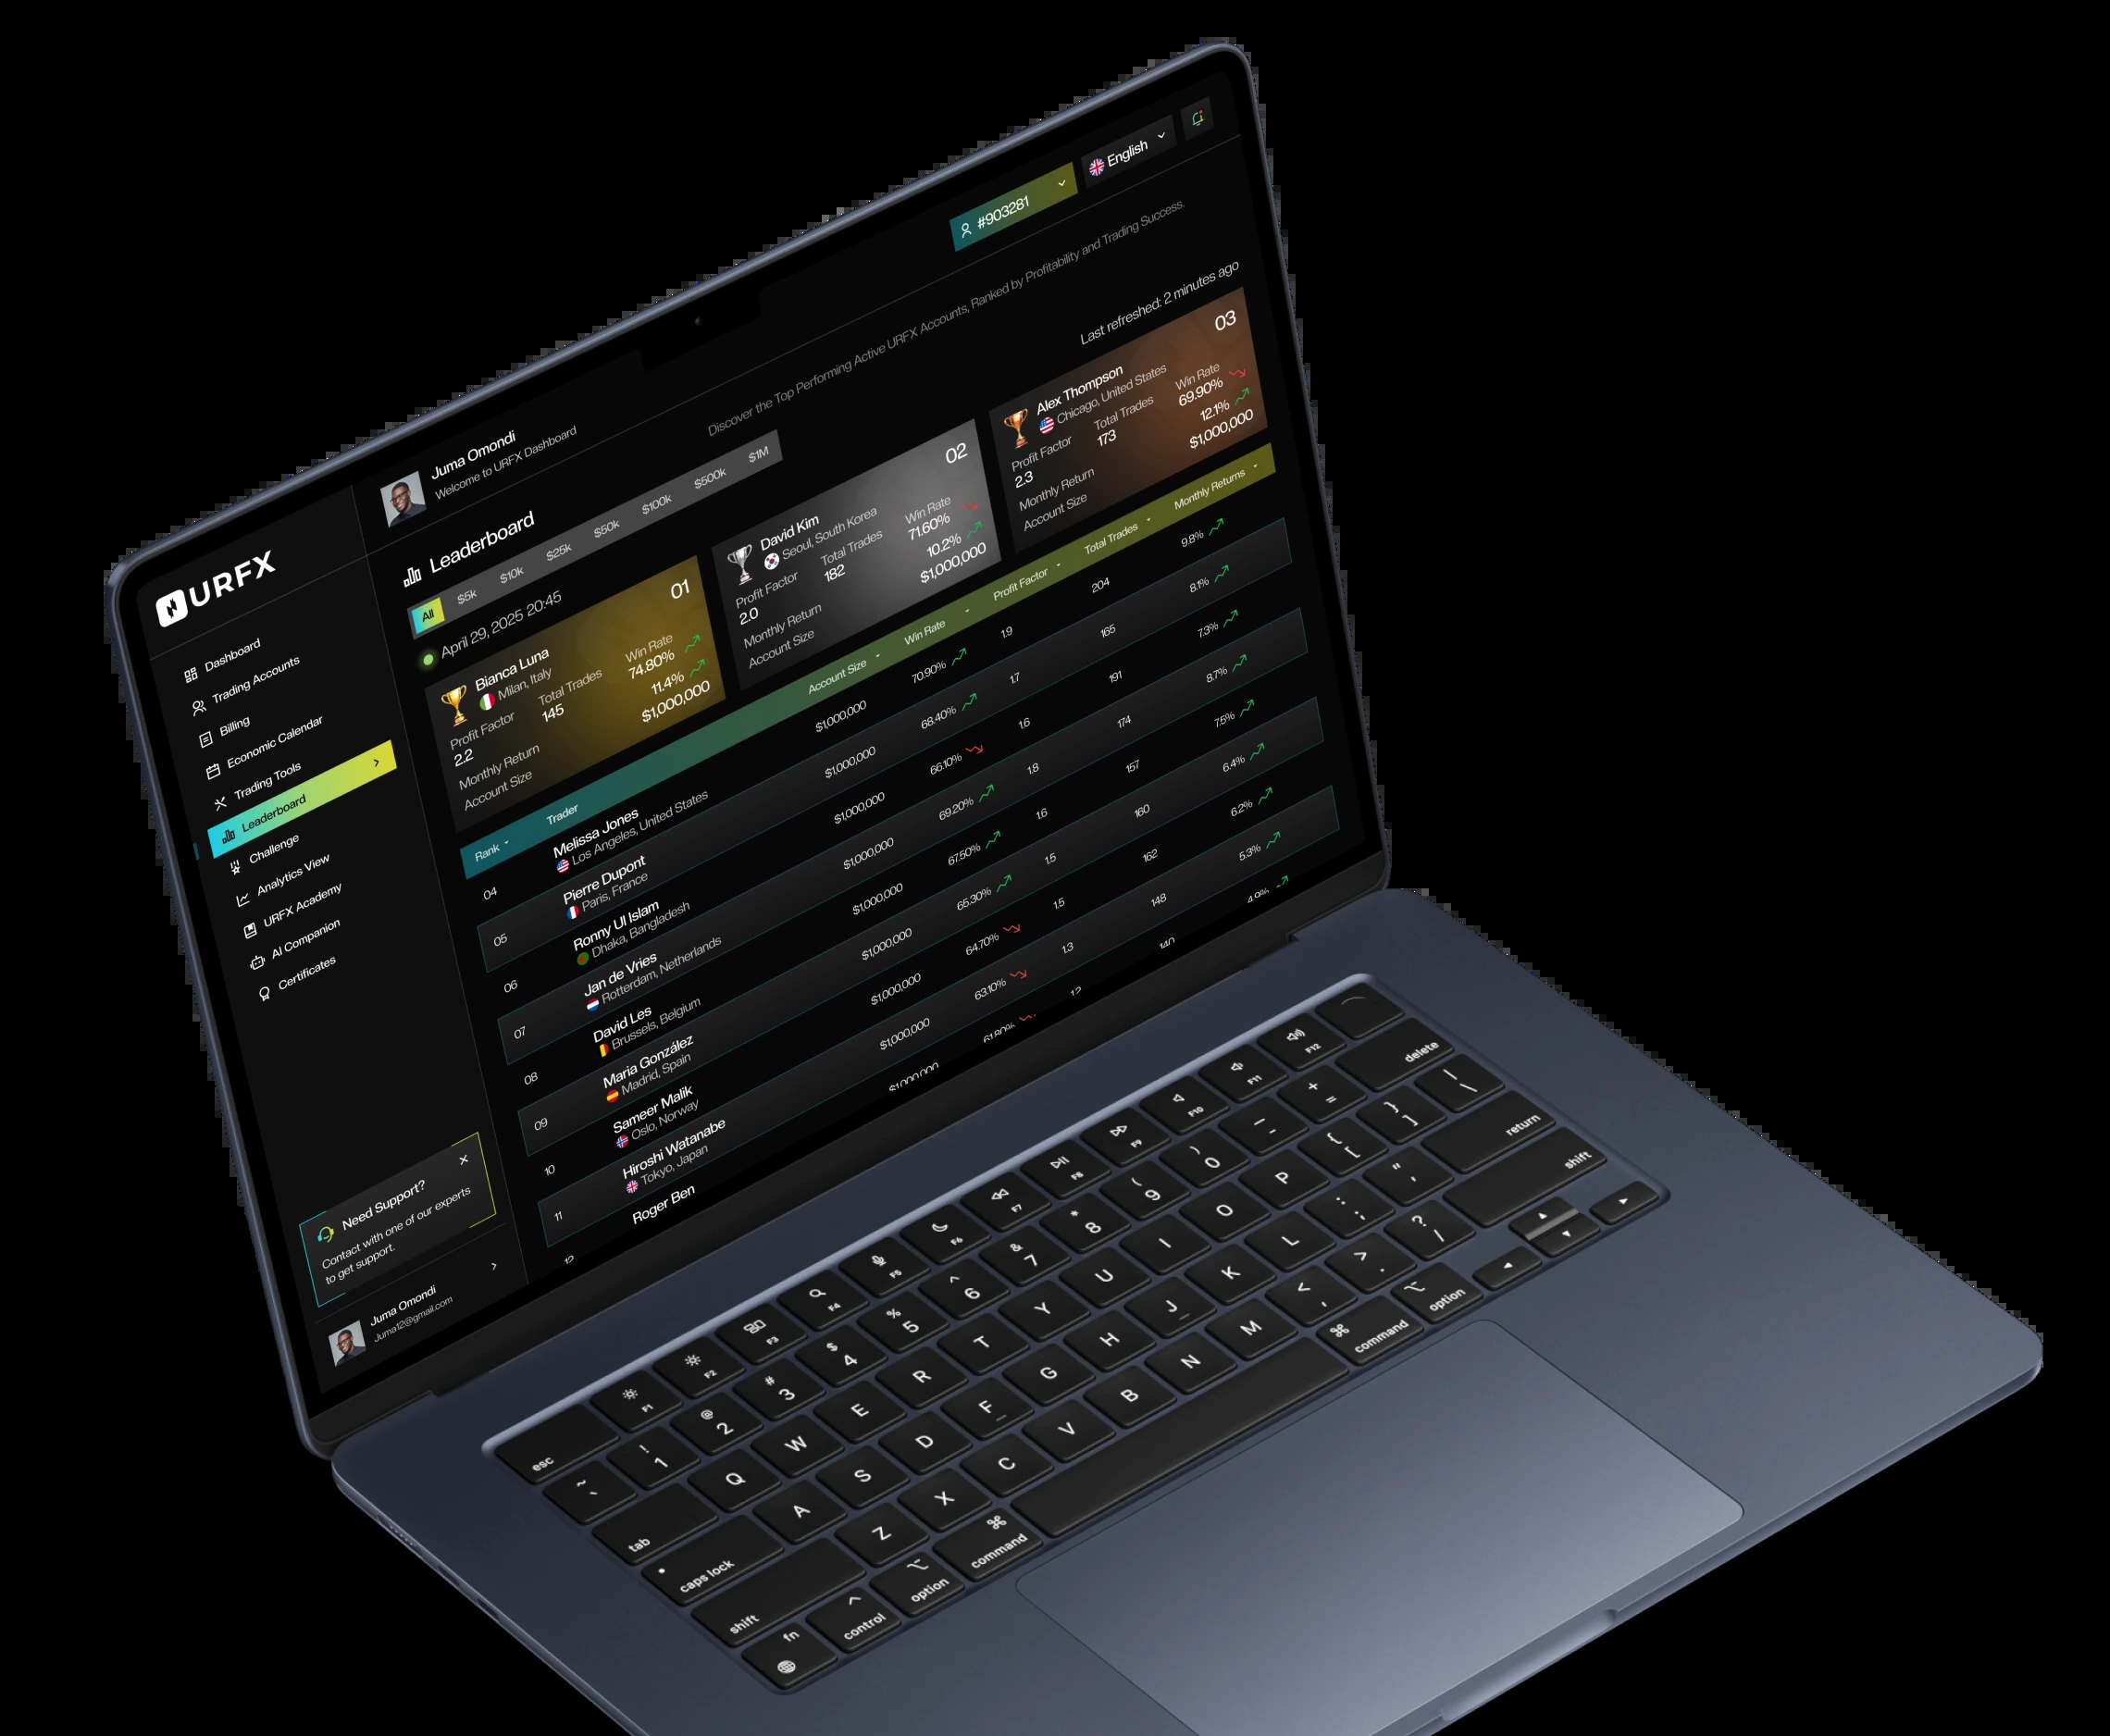 #903281
English
Juma Omondi
Welcome to URFX Dashboard
URFX
Dashboard
Trading Accounts
Billing
Economic Calendar
Trading Tools
Leaderboard
Challenge
Analytics View
URFX Academy
AI Companion
Certificates
Need Support?
Contact with one of our experts
to get support.
Juma Omondi
Juma12@gmail.com
Leaderboard
Discover the Top Performing Active URFX Accounts, Ranked by Profitability and Trading Success.
All $5k $10k $25k $50k $100k $500k $1M
April 29, 2025 20:45
Last refreshed: 2 minutes ago
01
Bianca Luna
Milan, Italy
Profit Factor Total Trades Win Rate
2.2 145 74.80%
Monthly Return 11.4%
Account Size $1,000,000
02
David Kim
Seoul, South Korea
Profit Factor Total Trades Win Rate
2.0 182 71.60%
Monthly Return 10.2%
Account Size $1,000,000
03
Alex Thompson
Chicago, United States
Profit Factor Total Trades Win Rate
2.3 173 69.90%
Monthly Return 12.1%
Account Size $1,000,000
Rank Trader Account Size Win Rate Profit Factor Total Trades Monthly Returns
04 Melissa Jones $1,000,000 70.90% 1.9 204 9.8%
Los Angeles, United States
05 Pierre Dupont $1,000,000 68.40% 1.7 165 8.1%
Paris, France
06 Ronny Ul Islam $1,000,000 66.10% 1.6 191 7.3%
Dhaka, Bangladesh
07 Jan de Vries $1,000,000 69.20% 1.8 174 8.7%
Rotterdam, Netherlands
08 David Les $1,000,000 67.50% 1.6 157 7.5%
Brussels, Belgium
09 Maria González $1,000,000 65.30% 1.5 160 6.4%
Madrid, Spain
10 Sameer Malik $1,000,000 64.70% 1.5 162 6.2%
Oslo, Norway
11 Hiroshi Watanabe $1,000,000 63.10% 1.3 148 5.3%
Tokyo, Japan
12 Roger Ben $1,000,000 61.80% 1.2 140 4.9%
esc F1 F2 F3 F4 F5 F6 F7 F8 F9 F10 F11 F12
~ ` ! 1 @ 2 # 3 $ 4 % 5 ^ 6 & 7 * 8 ( 9 ) 0 _ - + = delete
tab Q W E R T Y U I O P { [ } ] | \
caps lock A S D F G H J K L : ; " ' return
shift Z X C V B N M < , > . ? / shift
fn control option command command option